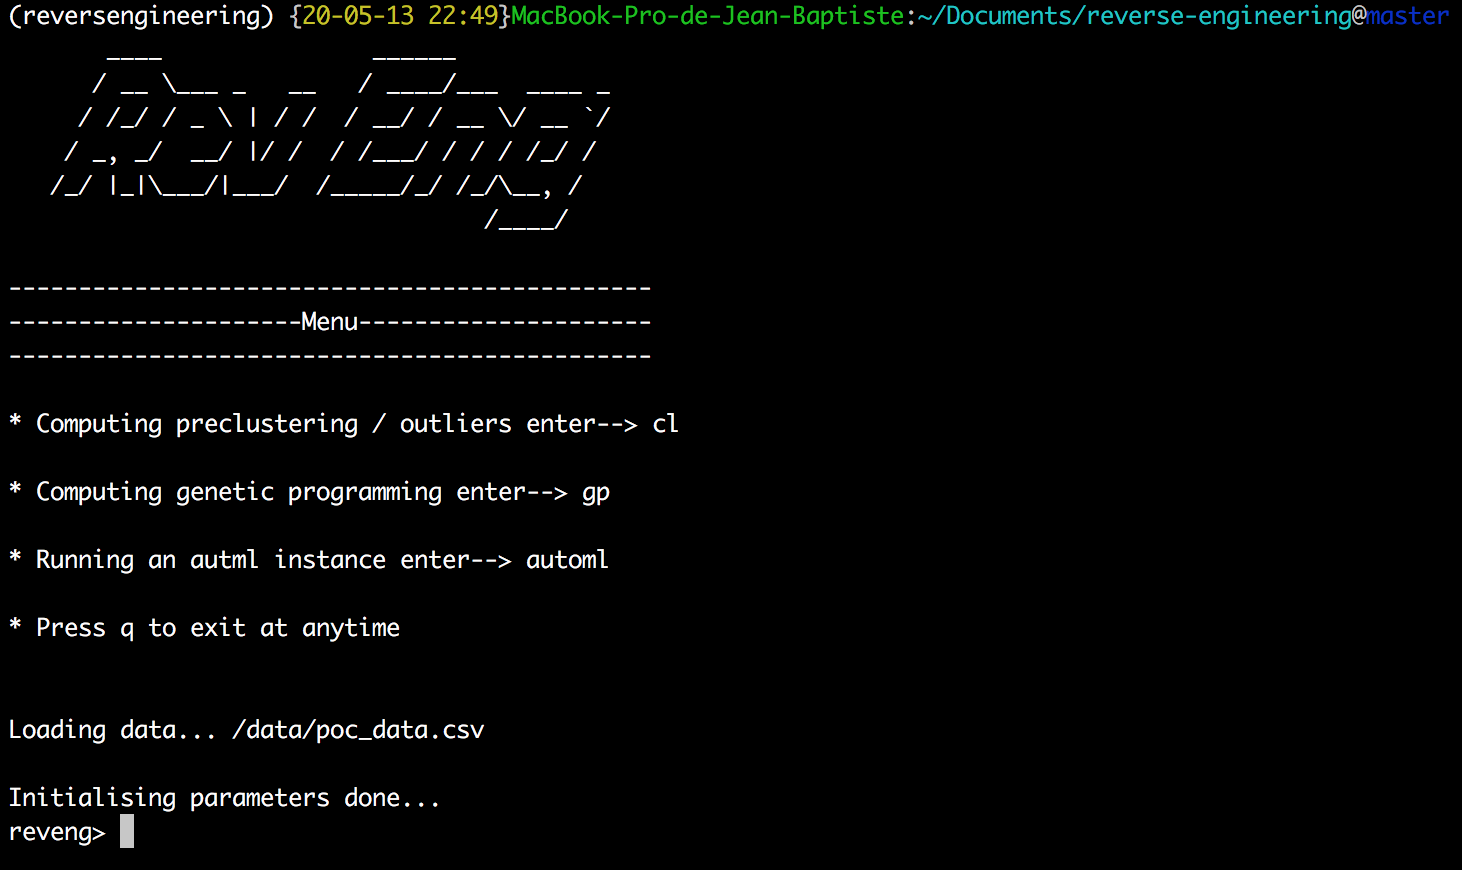 (reversengineering) {20-05-13 22:49}MacBook-Pro-de-Jean-Baptiste:~/Documents/reverse-engineering@master
Rev Eng
----------------------------------------------
---------------------Menu---------------------
----------------------------------------------
* Computing preclustering / outliers enter--> cl
* Computing genetic programming enter--> gp
* Running an autml instance enter--> automl
* Press q to exit at anytime
Loading data... /data/poc_data.csv
Initialising parameters done...
reveng>